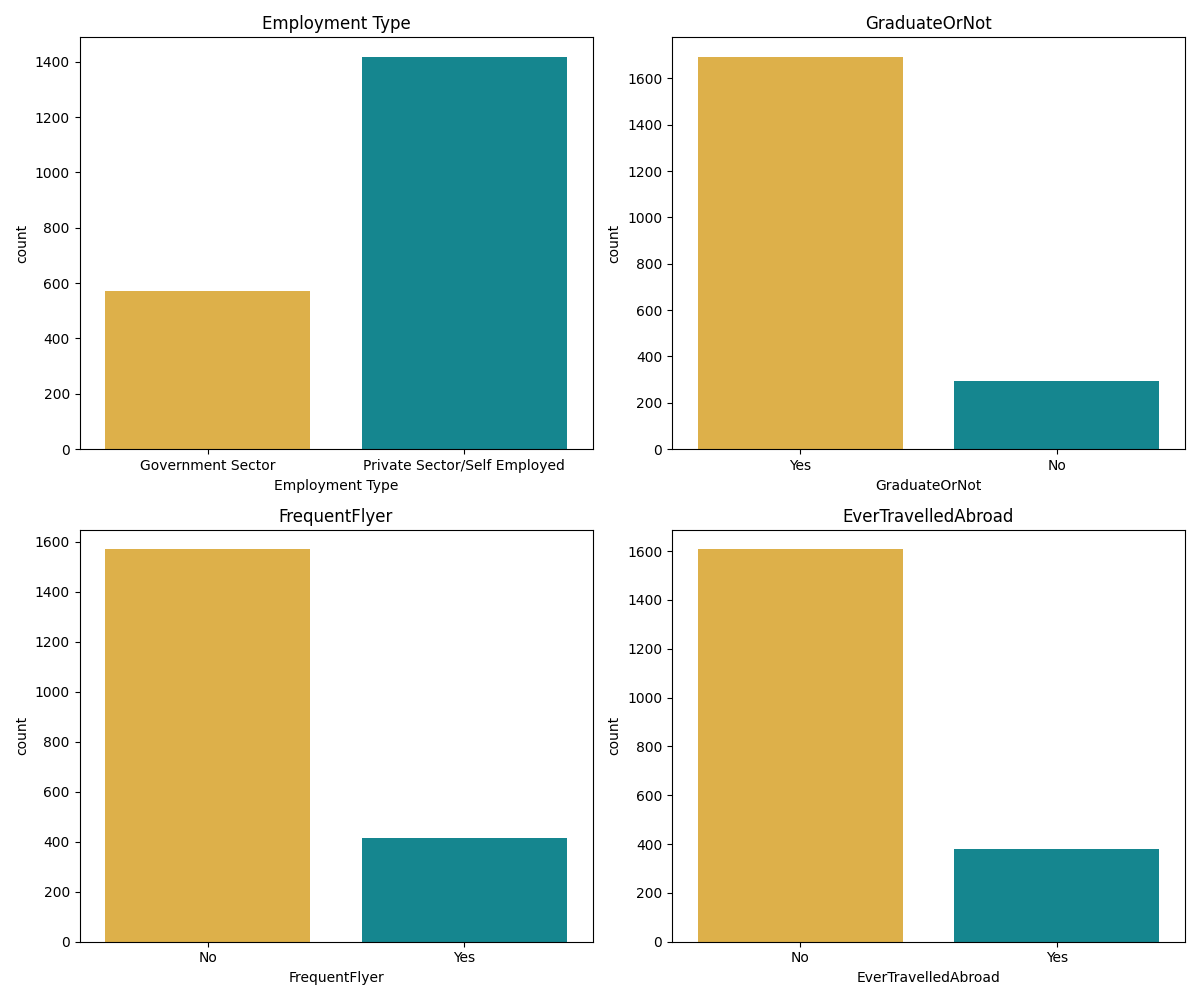 Employment Type
1400
1200
1000
800
600
400
200
0
count
Government Sector Private Sector/Self Employed
Employment Type
GraduateOrNot
1600
1400
1200
1000
800
600
400
200
0
count
Yes No
GraduateOrNot
FrequentFlyer
1600
1400
1200
1000
800
600
400
200
0
count
No Yes
FrequentFlyer
EverTravelledAbroad
1600
1400
1200
1000
800
600
400
200
0
count
No Yes
EverTravelledAbroad